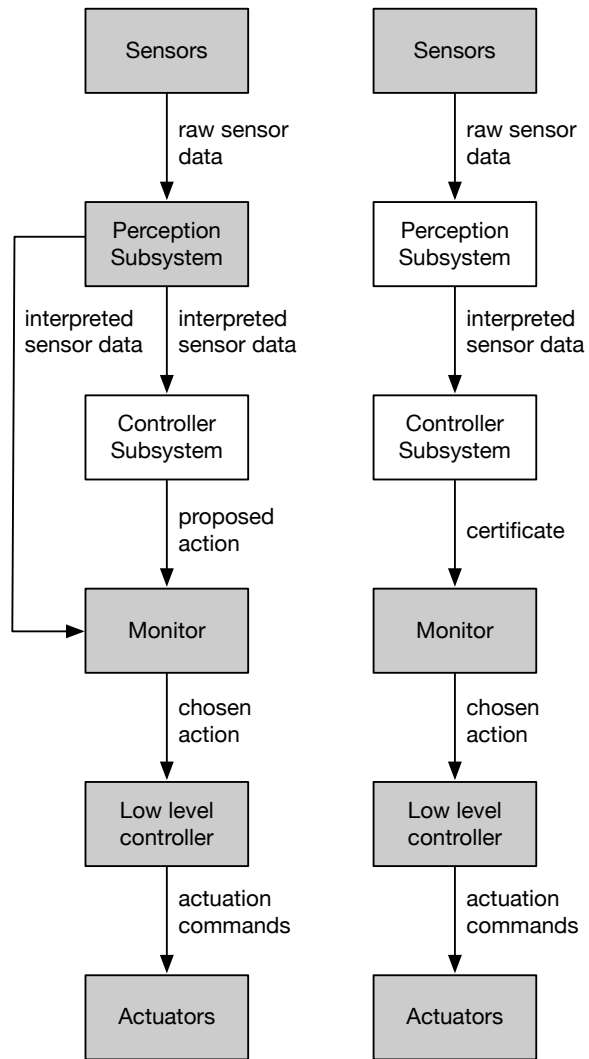 Sensors
raw sensor
data
Perception
Subsystem
interpreted
sensor data
interpreted
sensor data
Controller
Subsystem
proposed
action
Monitor
chosen
action
Low level
controller
actuation
commands
Actuators
Sensors
raw sensor
data
Perception
Subsystem
interpreted
sensor data
Controller
Subsystem
certificate
Monitor
chosen
action
Low level
controller
actuation
commands
Actuators